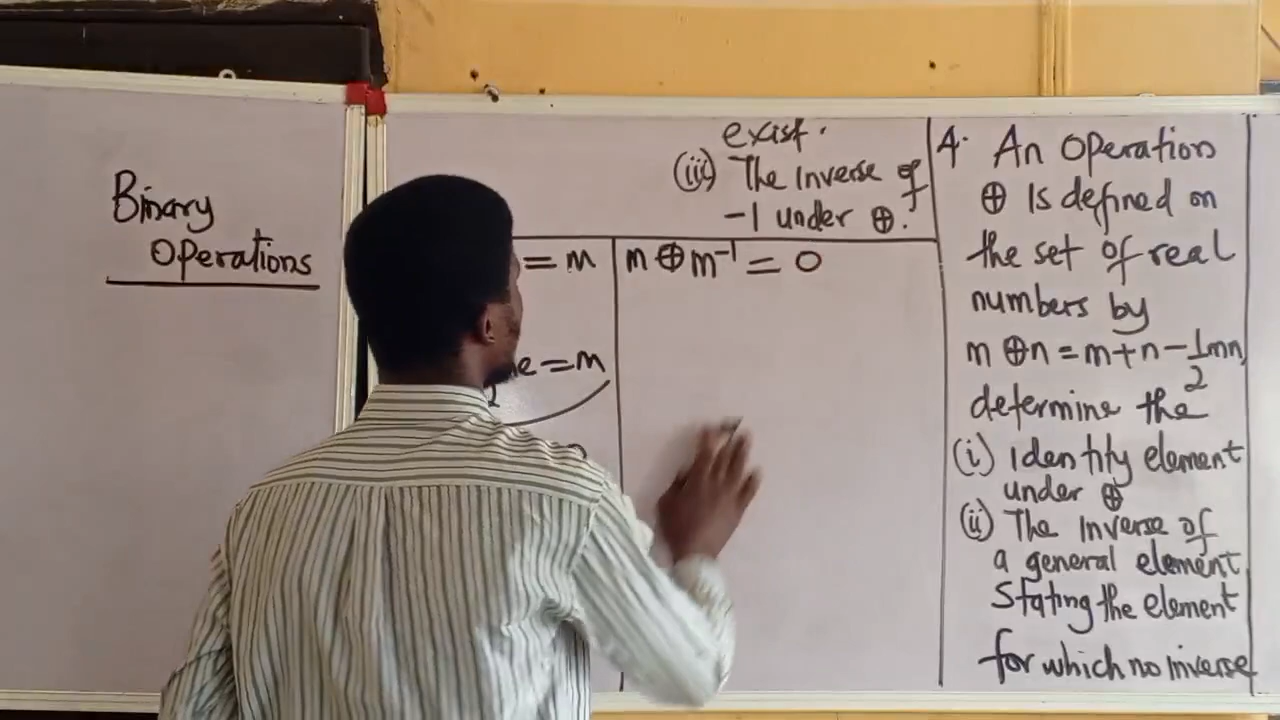 Binary
Operations
exist.
(iii) The inverse of
-1 under ⊕.
= m
m ⊕ m⁻¹ = 0
e = m
4. An operation
⊕ is defined on
the set of real
numbers by
m ⊕ n = m + n - 1/2 mn,
determine the
(i) identity element
under ⊕
(ii) The inverse of
a general element
stating the element
for which no inverse